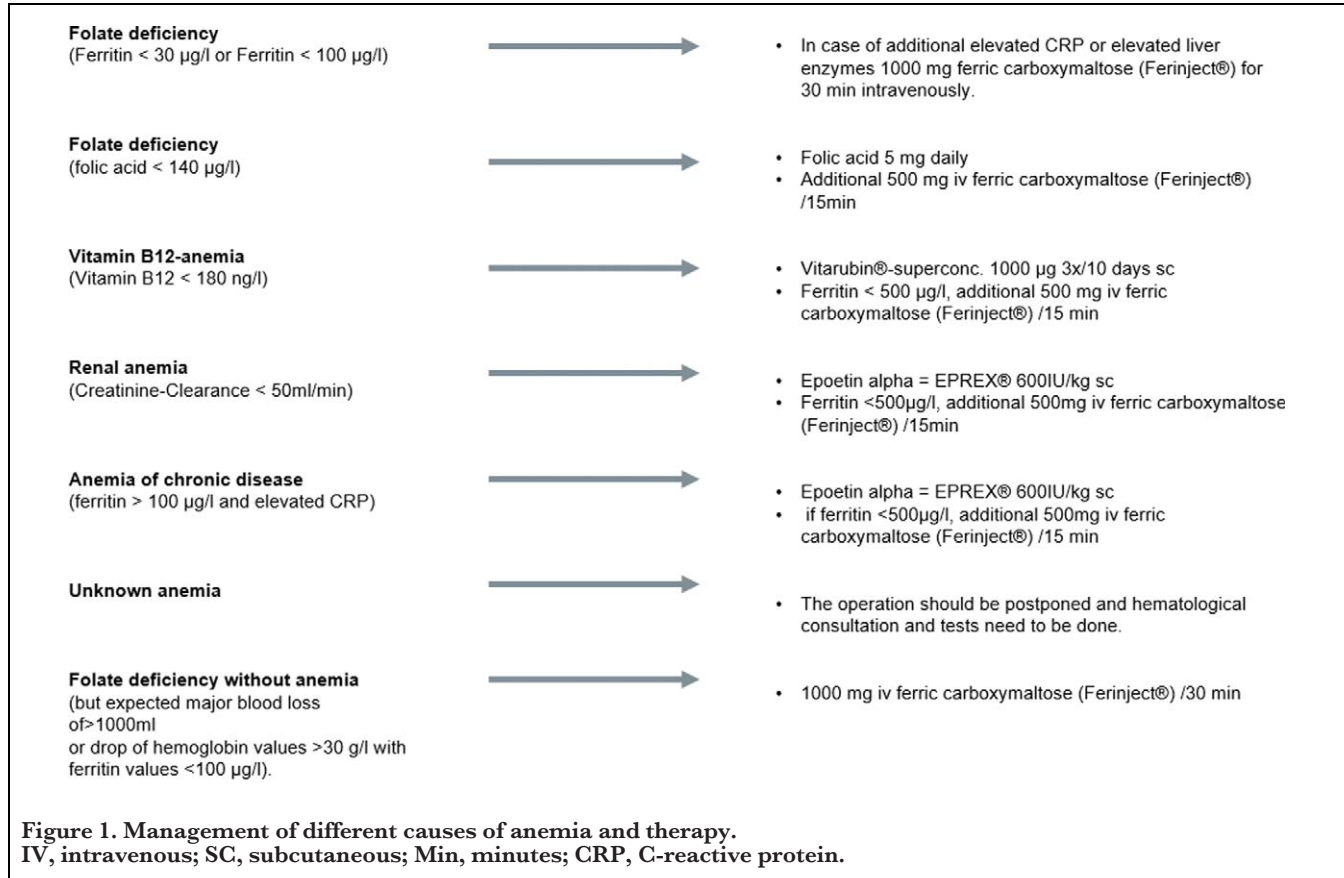 Folate deficiency
(Ferritin < 30 µg/l or Ferritin < 100 µg/l)
• In case of additional elevated CRP or elevated liver
enzymes 1000 mg ferric carboxymaltose (Ferinject®) for
30 min intravenously.
Folate deficiency
(folic acid < 140 µg/l)
• Folic acid 5 mg daily
• Additional 500 mg iv ferric carboxymaltose (Ferinject®)
/15min
Vitamin B12-anemia
(Vitamin B12 < 180 ng/l)
• Vitarubin®-superconc. 1000 µg 3x/10 days sc
• Ferritin < 500 µg/l, additional 500 mg iv ferric
carboxymaltose (Ferinject®) /15 min
Renal anemia
(Creatinine-Clearance < 50ml/min)
• Epoetin alpha = EPREX® 600IU/kg sc
• Ferritin <500µg/l, additional 500mg iv ferric carboxymaltose
(Ferinject®) /15min
Anemia of chronic disease
(ferritin > 100 µg/l and elevated CRP)
• Epoetin alpha = EPREX® 600IU/kg sc
• if ferritin <500µg/l, additional 500mg iv ferric
carboxymaltose (Ferinject®) /15 min
Unknown anemia
• The operation should be postponed and hematological
consultation and tests need to be done.
Folate deficiency without anemia
(but expected major blood loss
of>1000ml
or drop of hemoglobin values >30 g/l with
ferritin values <100 µg/l).
• 1000 mg iv ferric carboxymaltose (Ferinject®) /30 min
Figure 1. Management of different causes of anemia and therapy.
IV, intravenous; SC, subcutaneous; Min, minutes; CRP, C-reactive protein.